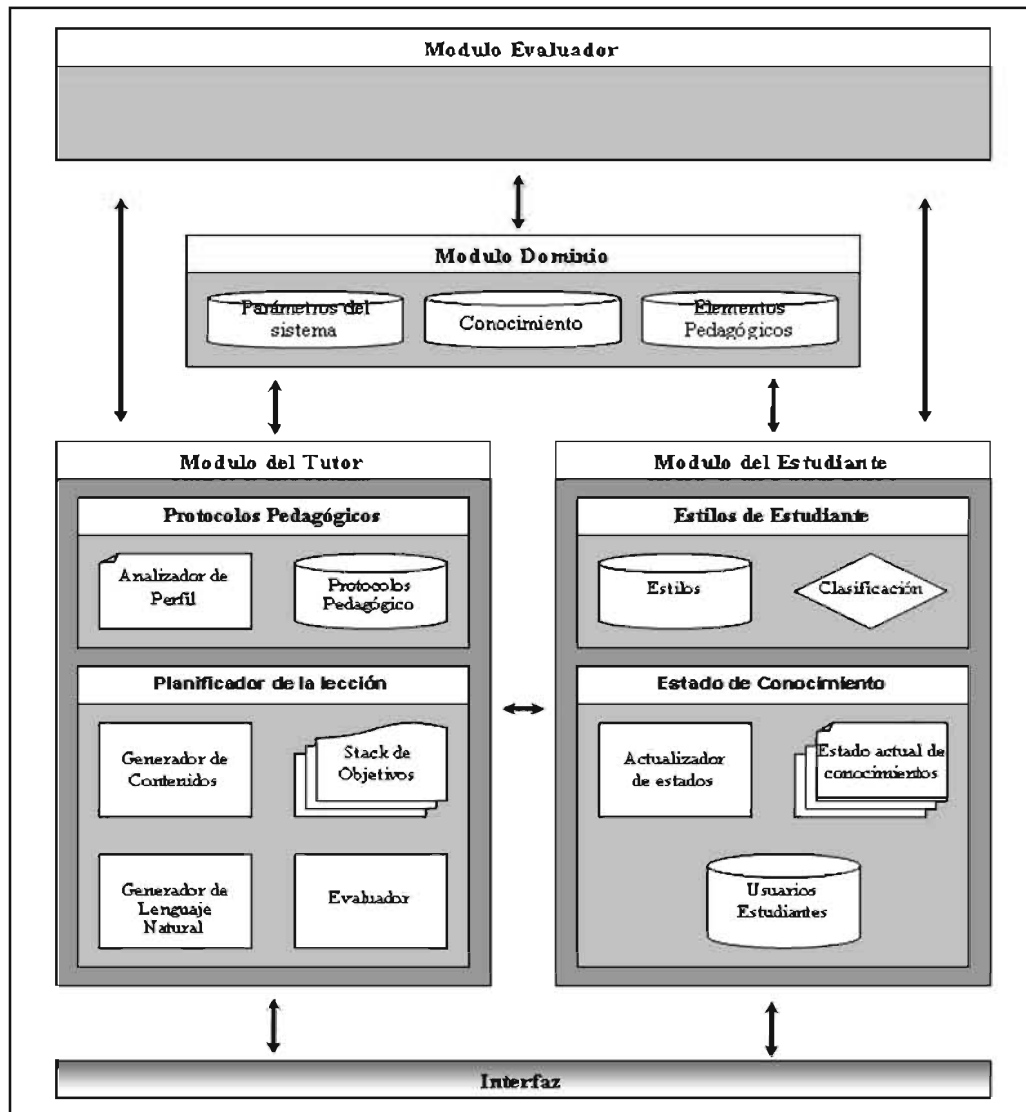 Modulo Evaluador
Modulo Dominio
Parámetros del
sistema
Conocimiento
Elementos
Pedagógicos
Modulo del Tutor
Protocolos Pedagógicos
Analizador de
Perfil
Protocolos
Pedagógico
Planificador de la lección
Generador de
Contenidos
Stack de
Objetivos
Generador de
Lenguaje
Natural
Evaluador
Modulo del Estudiante
Estilos de Estudiante
Estilos
Clasificación
Estado de Conocimiento
Actualizador
de estados
Estado actual de
conocimientos
Usuarios
Estudiantes
Interfaz